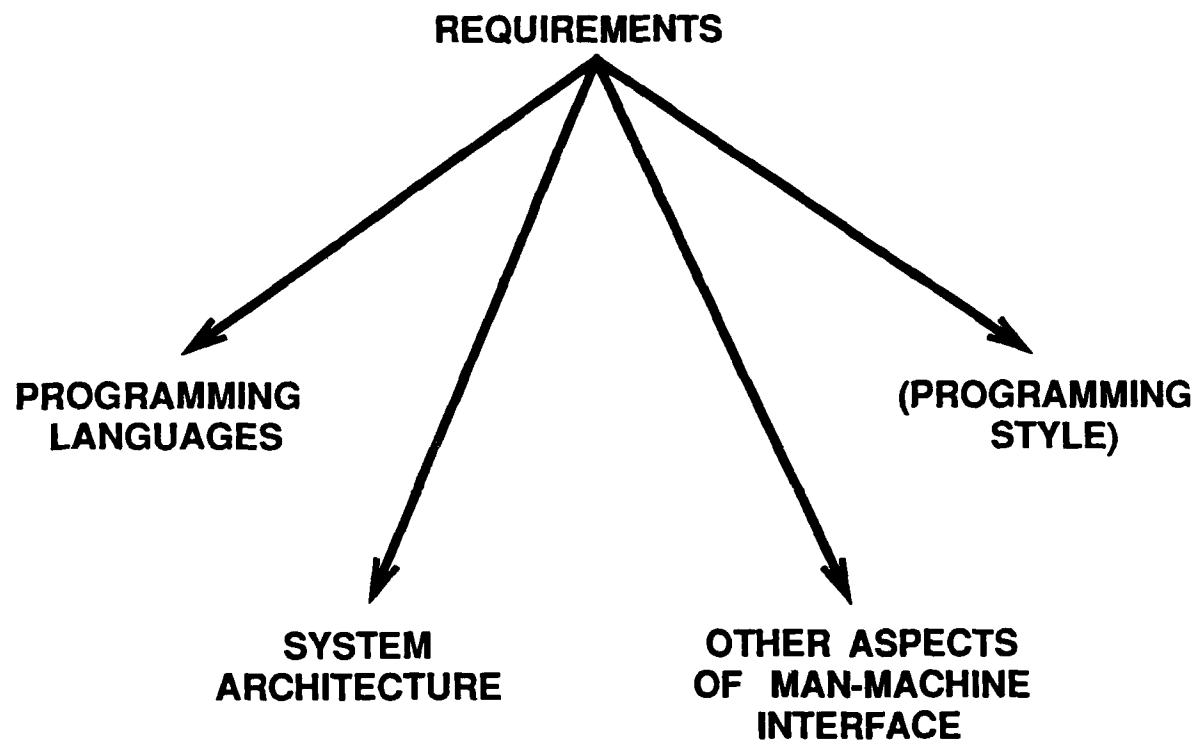 REQUIREMENTS
PROGRAMMING
LANGUAGES
(PROGRAMMING
STYLE)
SYSTEM
ARCHITECTURE
OTHER ASPECTS
OF MAN-MACHINE
INTERFACE